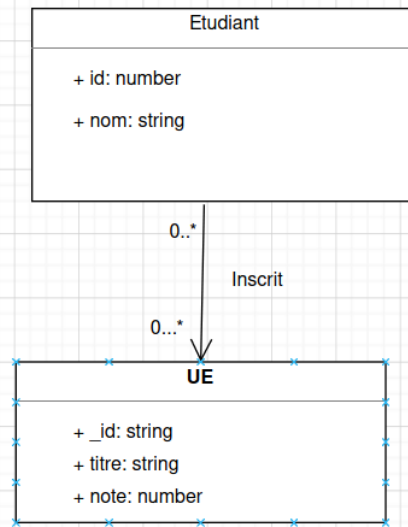 Etudiant
+ id: number
+ nom: string
0..*
Inscrit
0...*
UE
+ _id: string
+ titre: string
+ note: number